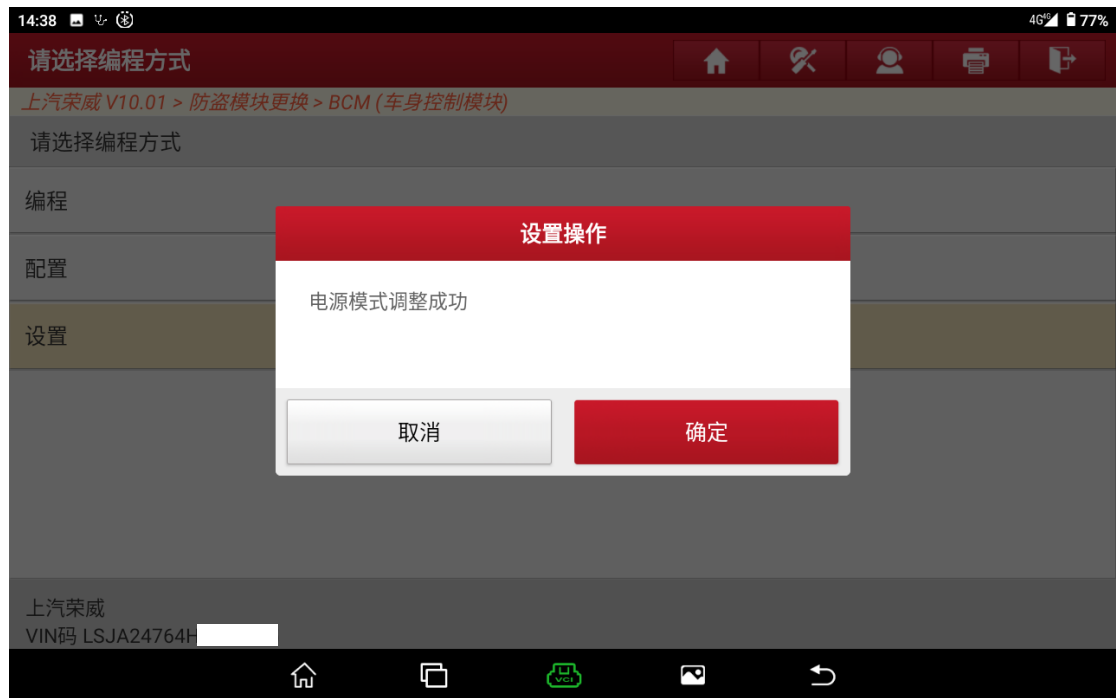 14:38
4G 77%
请选择编程方式
上汽荣威 V10.01 > 防盗模块更换 > BCM (车身控制模块)
请选择编程方式
编程
设置操作
配置
电源模式调整成功
设置
取消
确定
上汽荣威
VIN码 LSJA24764H
VCI